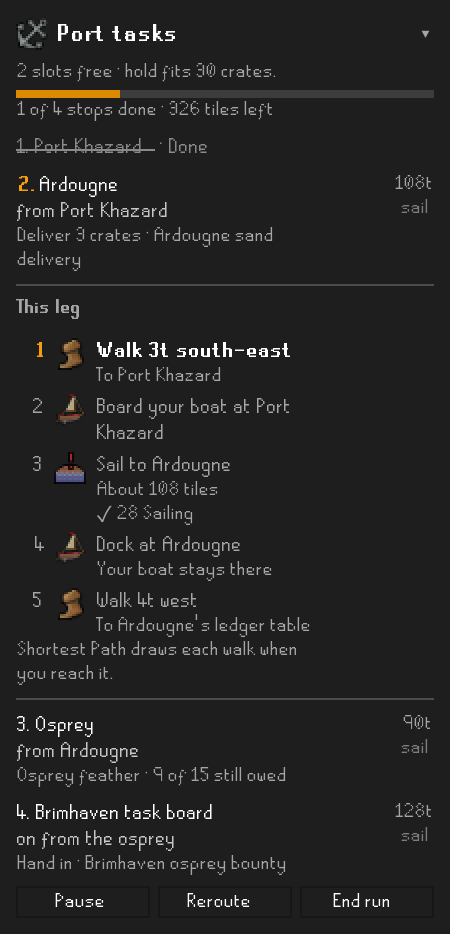 Port tasks
2 slots free · hold fits 30 crates.
1 of 4 stops done · 326 tiles left
1. Port Khazard · Done
2. Ardougne 108t
from Port Khazard sail
Deliver 3 crates · Ardougne sand
delivery
This leg
1 Walk 3t south-east
To Port Khazard
2 Board your boat at Port
Khazard
3 Sail to Ardougne
About 108 tiles
✓ 28 Sailing
4 Dock at Ardougne
Your boat stays there
5 Walk 4t west
To Ardougne's ledger table
Shortest Path draws each walk when
you reach it.
3. Osprey 90t
from Ardougne sail
Osprey feather · 9 of 15 still owed
4. Brimhaven task board 128t
on from the osprey sail
Hand in · Brimhaven osprey bounty
Pause Reroute End run